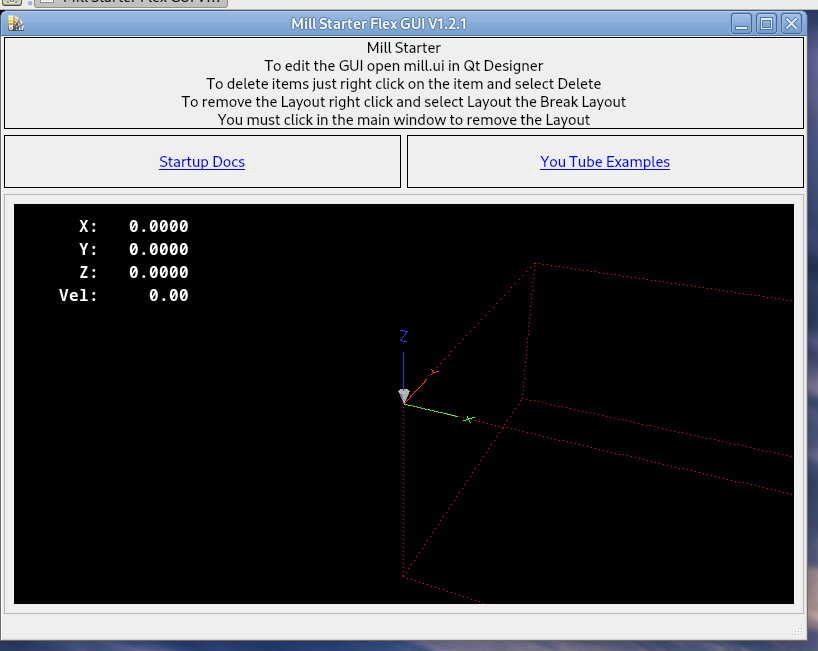 Mill Starter Flex GUI V1.2.1
Mill Starter
To edit the GUI open mill.ui in Qt Designer
To delete items just right click on the item and select Delete
To remove the Layout right click and select Layout the Break Layout
You must click in the main window to remove the Layout
Startup Docs
You Tube Examples
X: 0.0000
Y: 0.0000
Z: 0.0000
Vel: 0.00
Z
Y
X